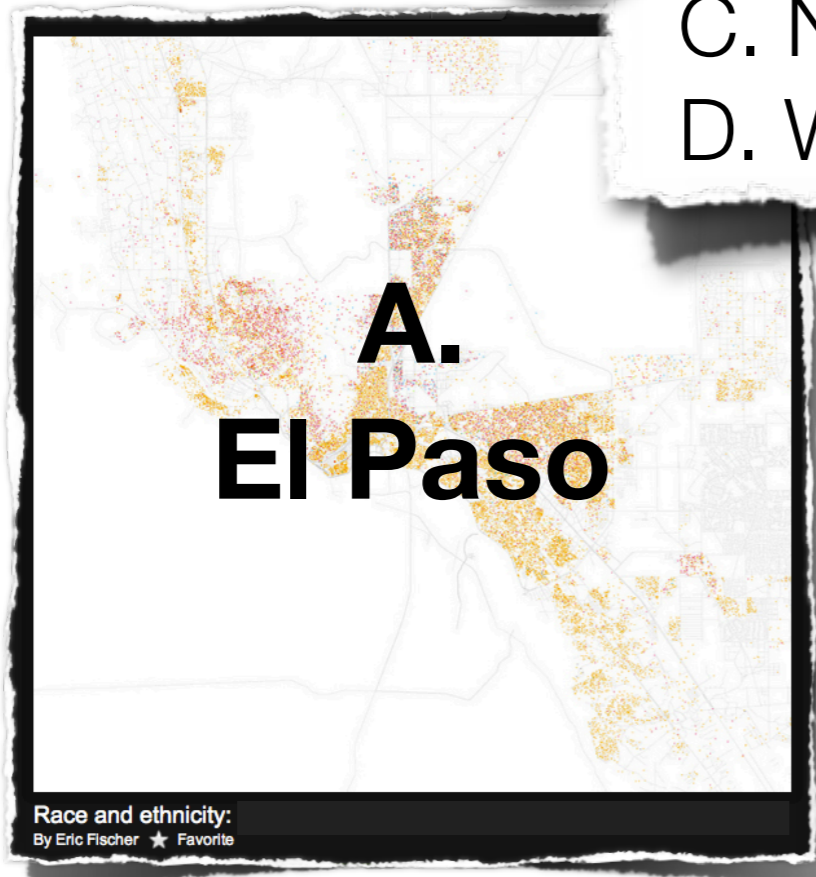 C. N
D. W
A.
El Paso
Race and ethnicity:
By Eric Fischer ★ Favorite